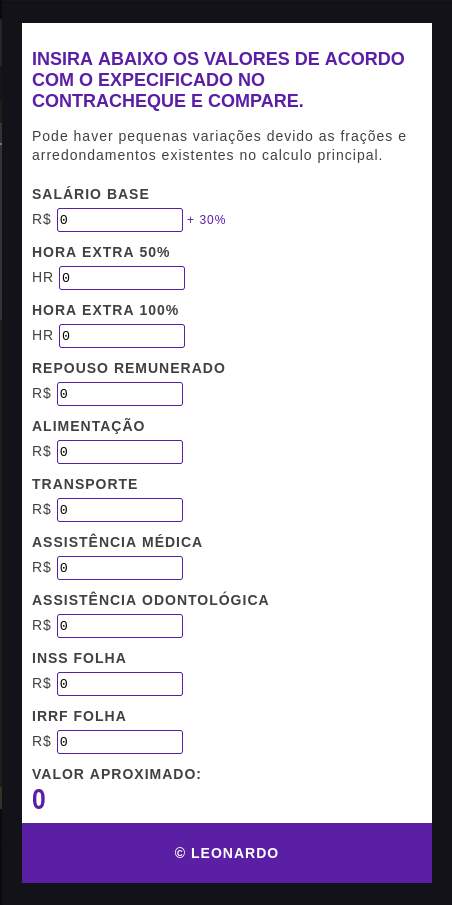 INSIRA ABAIXO OS VALORES DE ACORDO
COM O EXPECIFICADO NO
CONTRACHEQUE E COMPARE.
Pode haver pequenas variações devido as frações e
arredondamentos existentes no calculo principal.
SALÁRIO BASE
R$ 0 + 30%
HORA EXTRA 50%
HR 0
HORA EXTRA 100%
HR 0
REPOUSO REMUNERADO
R$ 0
ALIMENTAÇÃO
R$ 0
TRANSPORTE
R$ 0
ASSISTÊNCIA MÉDICA
R$ 0
ASSISTÊNCIA ODONTOLÓGICA
R$ 0
INSS FOLHA
R$ 0
IRRF FOLHA
R$ 0
VALOR APROXIMADO:
0
© LEONARDO